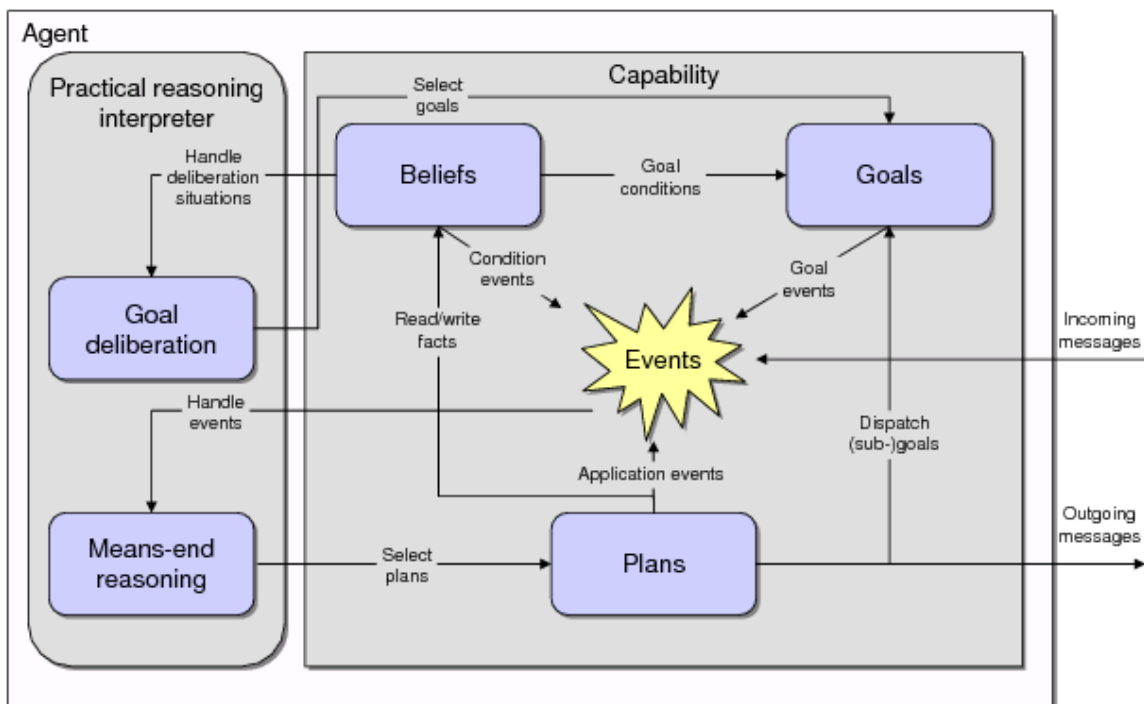 Agent
Practical reasoning
interpreter
Capability
Select
goals
Handle
deliberation
situations
Beliefs
Goal
conditions
Goals
Condition
events
Goal
events
Goal
deliberation
Read/write
facts
Events
Incoming
messages
Handle
events
Dispatch
(sub-)goals
Application events
Means-end
reasoning
Select
plans
Plans
Outgoing
messages